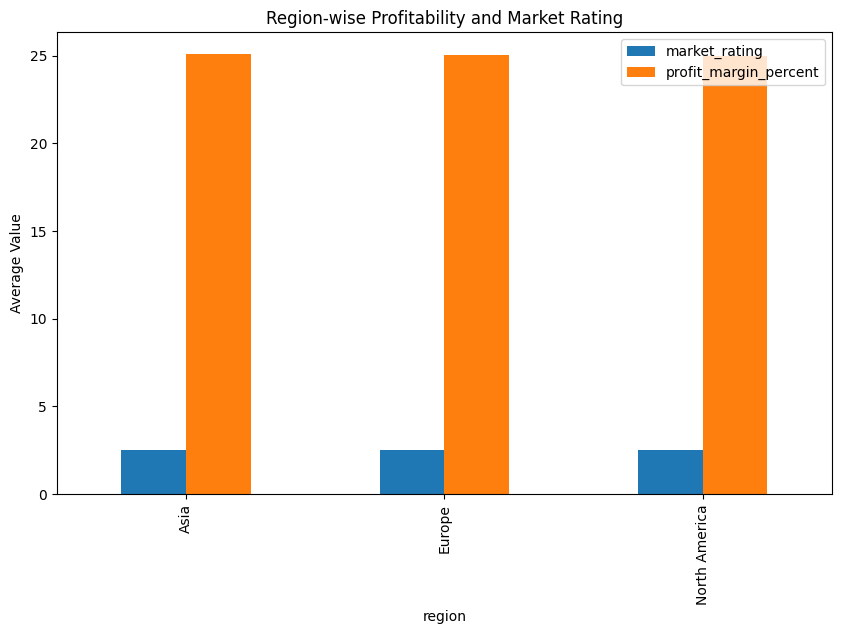 Region-wise Profitability and Market Rating
market_rating
profit_margin_percent
Average Value
25
20
15
10
5
0
Asia
Europe
North America
region